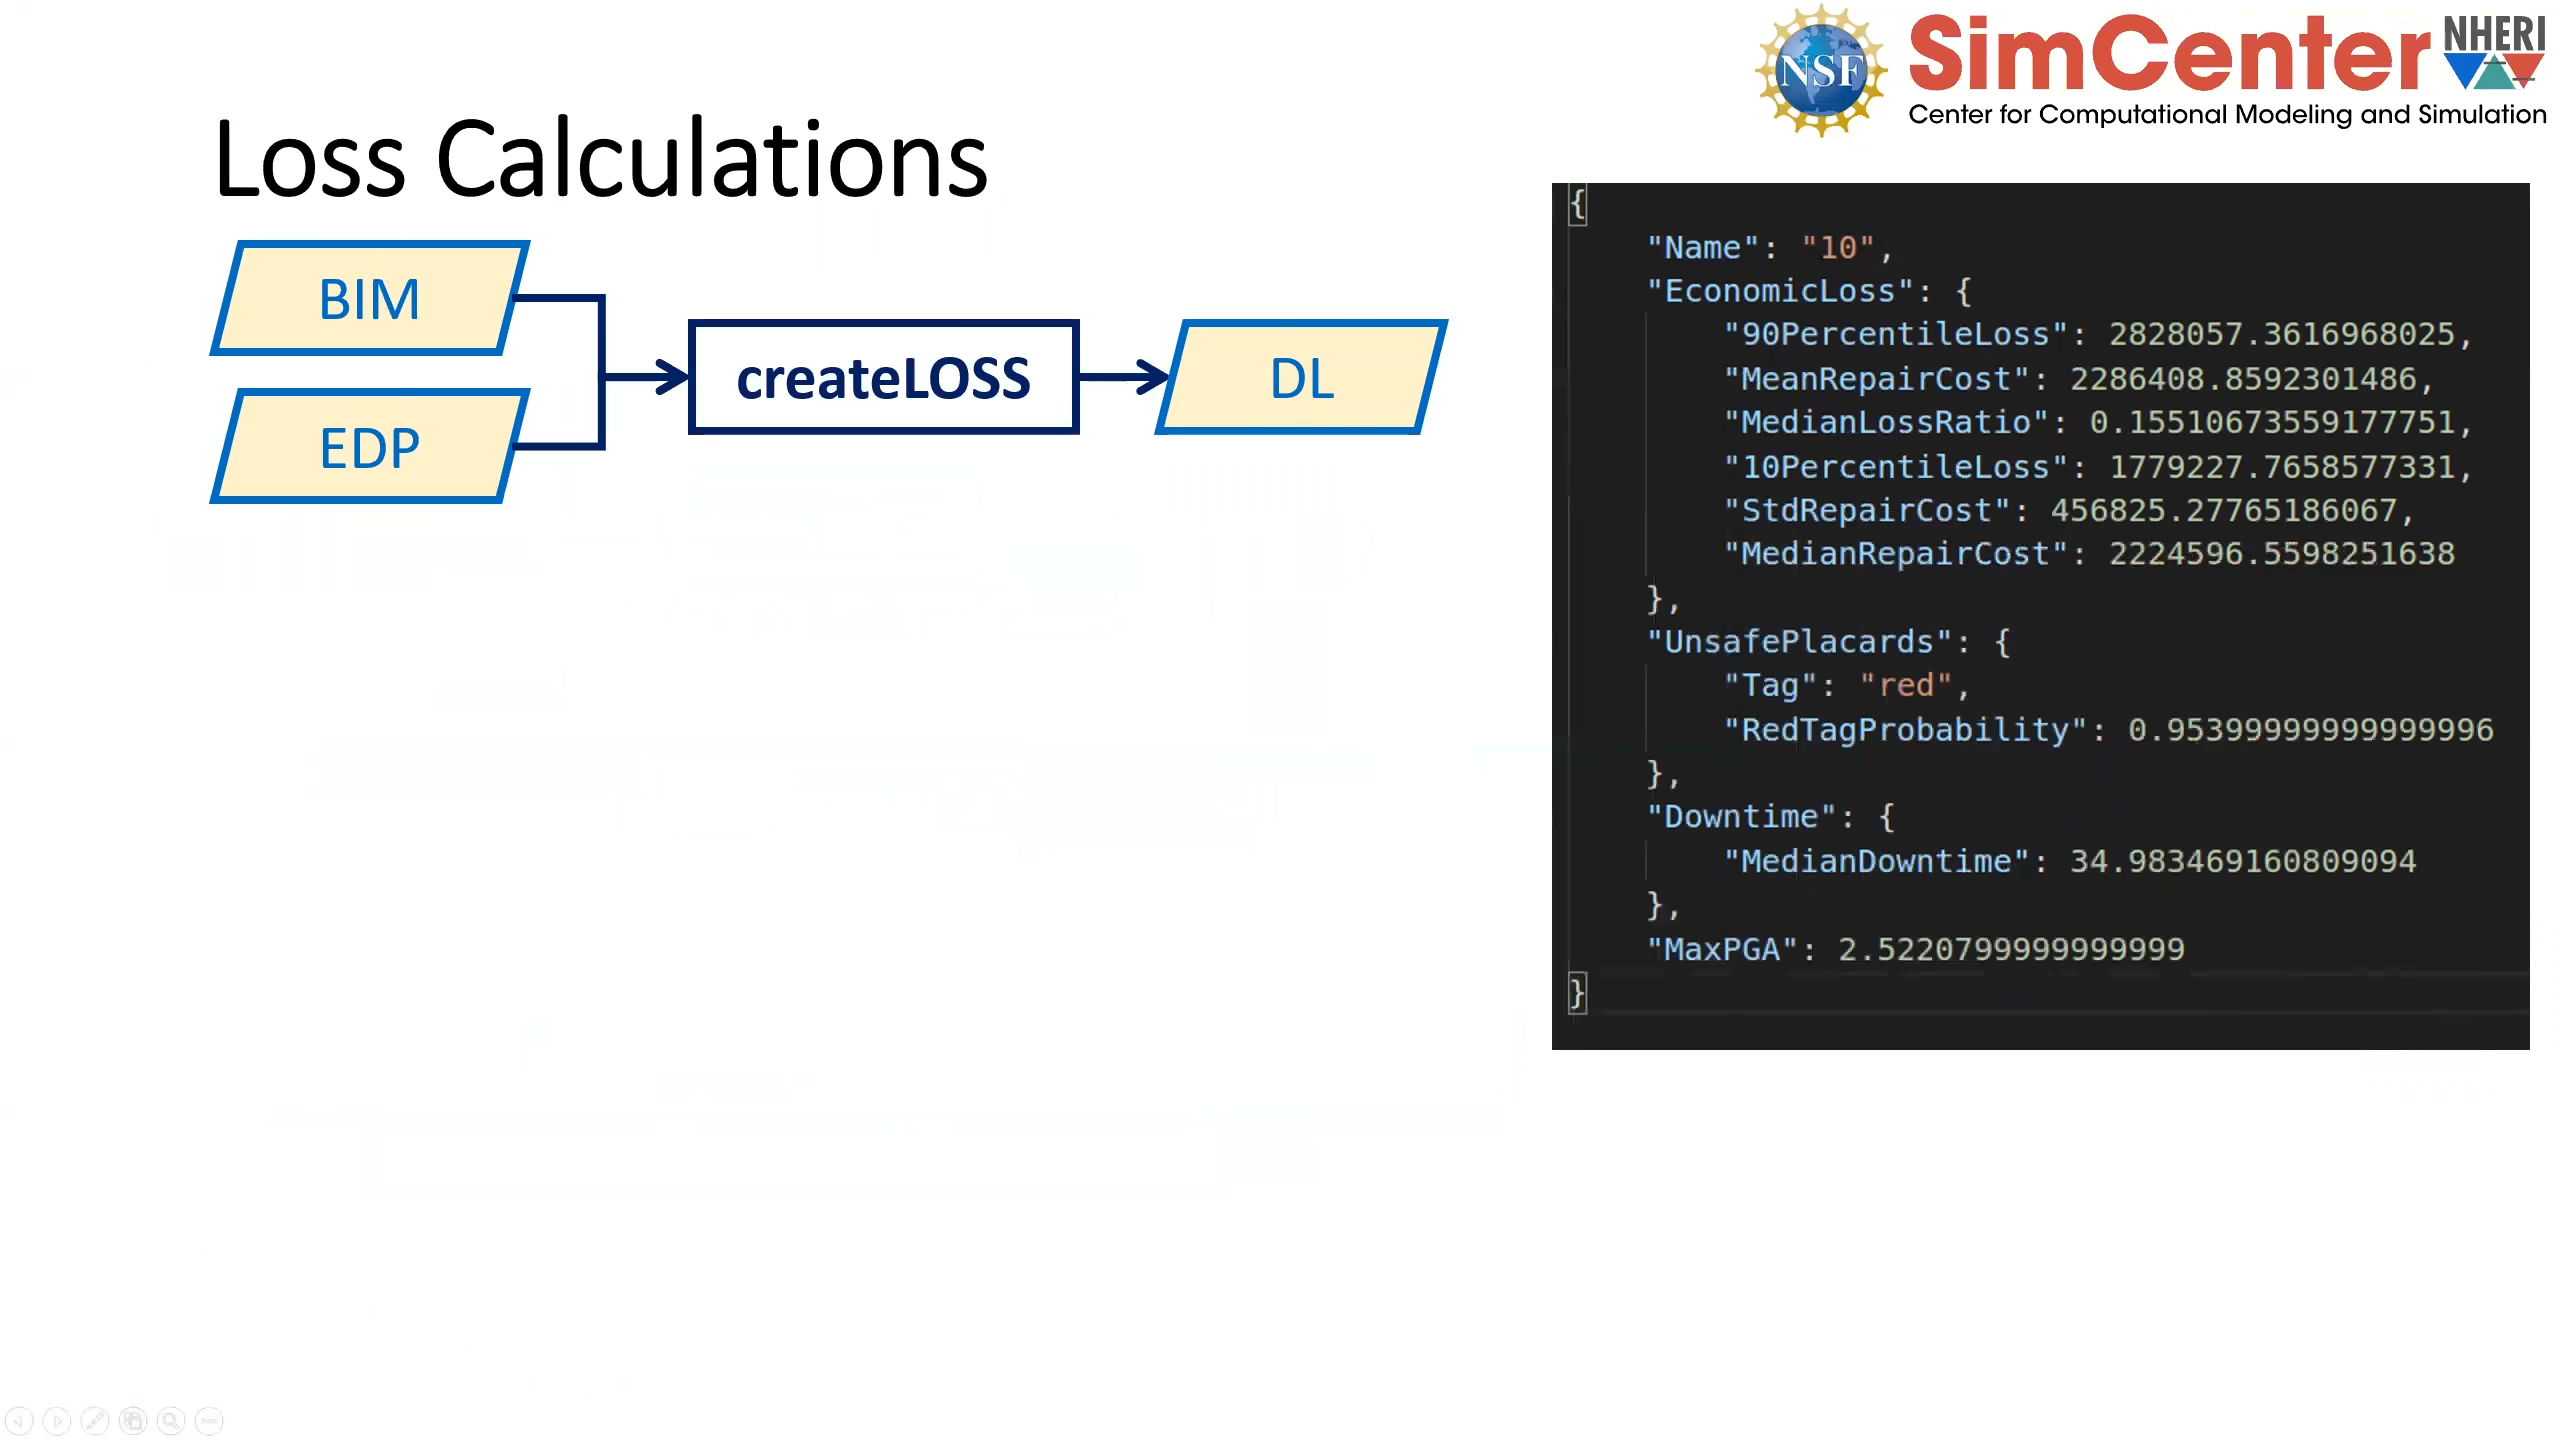 NSF
SimCenter
NHERI
Center for Computational Modeling and Simulation
Loss Calculations
BIM
EDP
createLOSS
DL
{
"Name": "10",
"EconomicLoss": {
"90PercentileLoss": 2828057.3616968025,
"MeanRepairCost": 2286408.8592301486,
"MedianLossRatio": 0.15510673559177751,
"10PercentileLoss": 1779227.7658577331,
"StdRepairCost": 456825.27765186067,
"MedianRepairCost": 2224596.5598251638
},
"UnsafePlacards": {
"Tag": "red",
"RedTagProbability": 0.95399999999999996
},
"Downtime": {
"MedianDowntime": 34.983469160809094
},
"MaxPGA": 2.5220799999999999
}